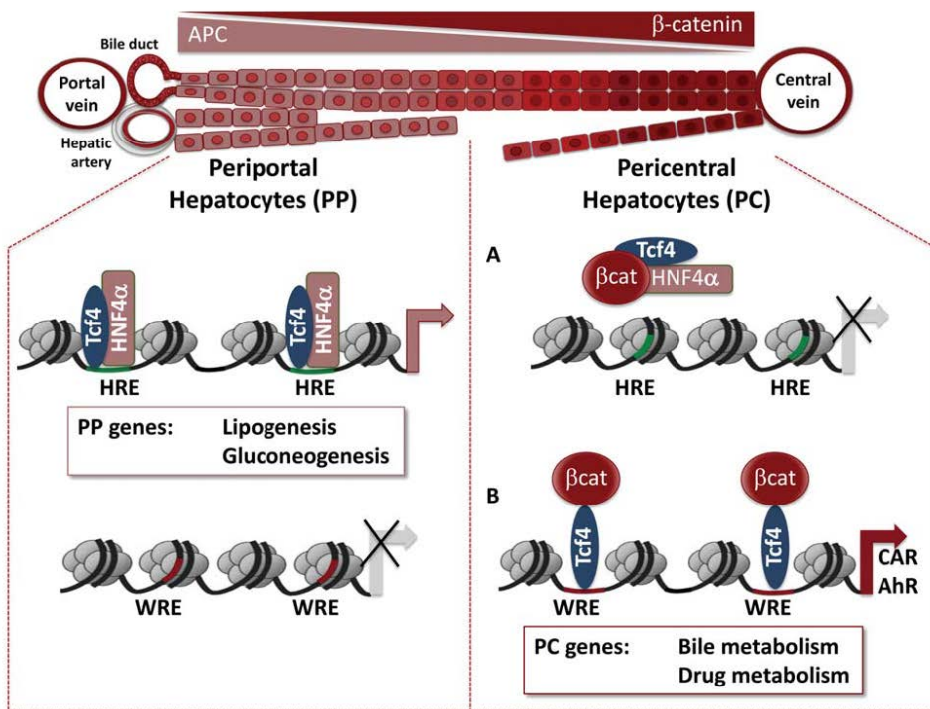 APC
β-catenin
Bile duct
Portal
vein
Central
vein
Hepatic
artery
Periportal
Hepatocytes (PP)
Pericentral
Hepatocytes (PC)
Tcf4
HNF4α
Tcf4
HNF4α
HRE
HRE
PP genes: Lipogenesis
Gluconeogenesis
WRE
WRE
A
Tcf4
βcat
HNF4α
HRE
HRE
B
βcat
βcat
Tcf4
Tcf4
CAR
AhR
WRE
WRE
PC genes: Bile metabolism
Drug metabolism